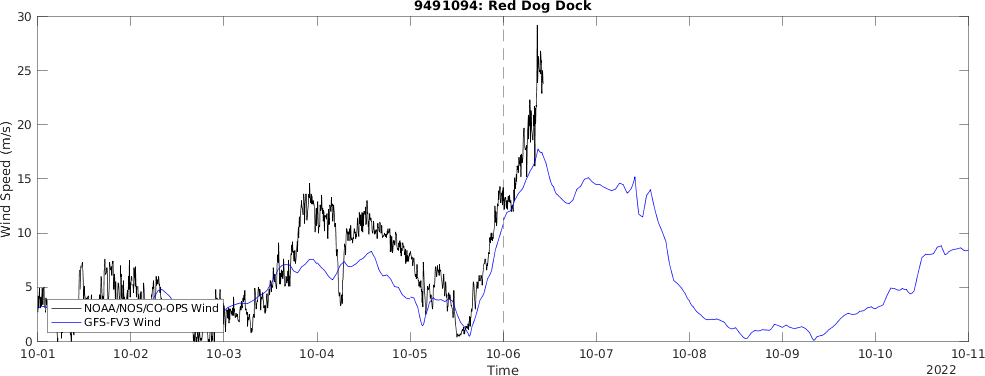 9491094: Red Dog Dock
30
25
20
15
10
5
0
Wind Speed (m/s)
NOAA/NOS/CO-OPS Wind
GFS-FV3 Wind
10-01 10-02 10-03 10-04 10-05 10-06 10-07 10-08 10-09 10-10 10-11
Time
2022